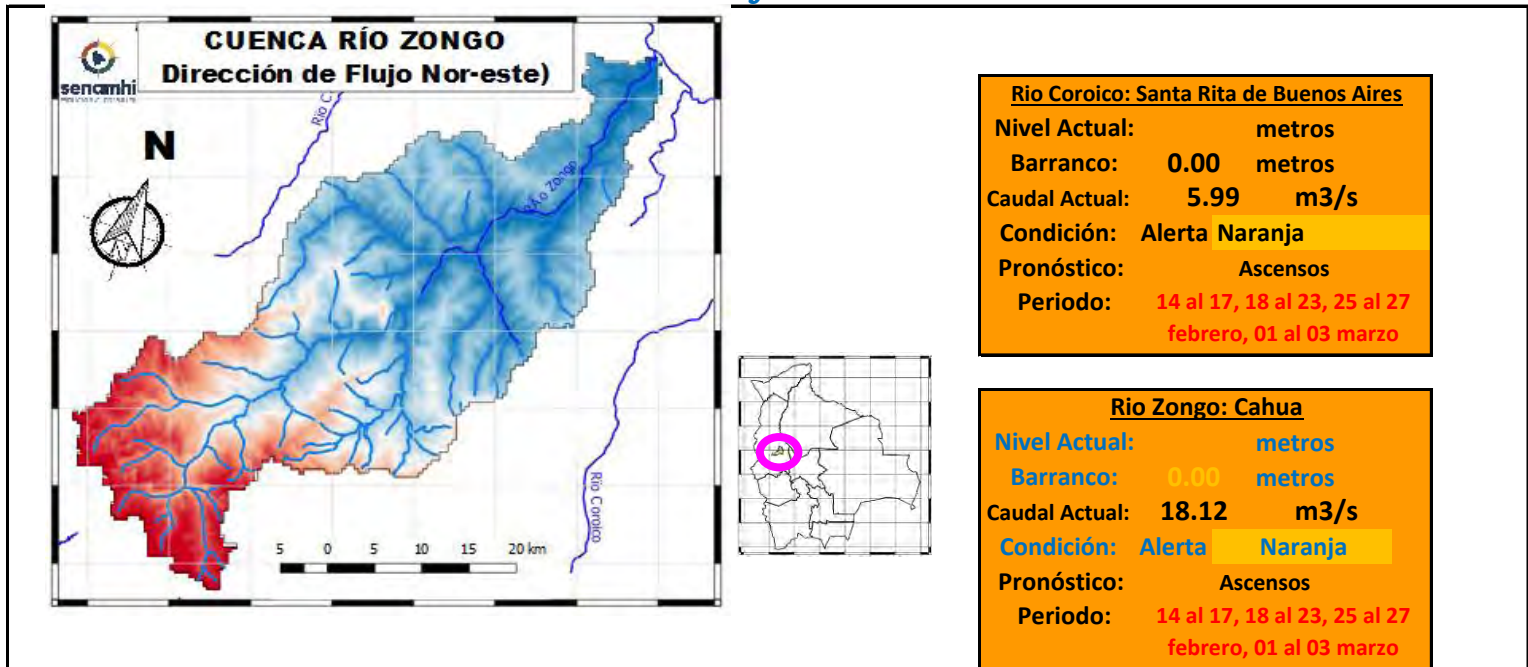 CUENCA RÍO ZONGO
Dirección de Flujo Nor-este)
senamhi
N
Río C
RÃ­o Zongo
Río Coroico
5 0 5 10 15 20 km
Rio Coroico: Santa Rita de Buenos Aires
Nivel Actual: metros
Barranco: 0.00 metros
Caudal Actual: 5.99 m3/s
Condición: Alerta Naranja
Pronóstico: Ascensos
Periodo: 14 al 17, 18 al 23, 25 al 27
febrero, 01 al 03 marzo
Rio Zongo: Cahua
Nivel Actual: metros
Barranco: 0.00 metros
Caudal Actual: 18.12 m3/s
Condición: Alerta Naranja
Pronóstico: Ascensos
Periodo: 14 al 17, 18 al 23, 25 al 27
febrero, 01 al 03 marzo